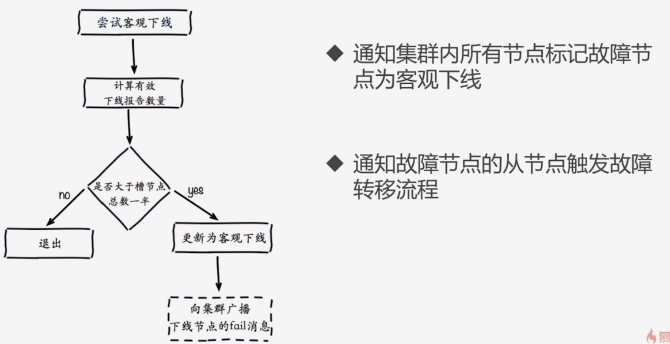 尝试客观下线
计算有效
下线报告数量
是否大于槽节点
总数一半
no
yes
退出
更新为客观下线
向集群广播
下线节点的fail消息
◆ 通知集群内所有节点标记故障节
点为客观下线
◆ 通知故障节点的从节点触发故障
转移流程